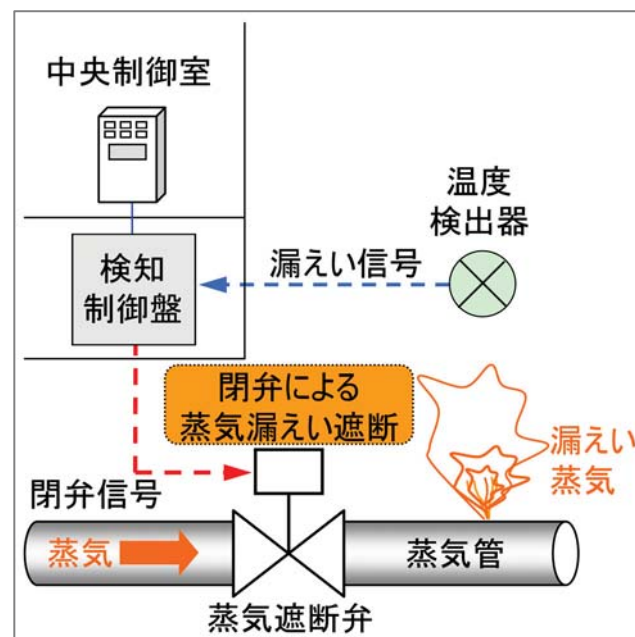 中央制御室
温度
検出器
検知
制御盤
漏えい信号
閉弁による
蒸気漏えい遮断
漏えい
蒸気
閉弁信号
蒸気
蒸気管
蒸気遮断弁